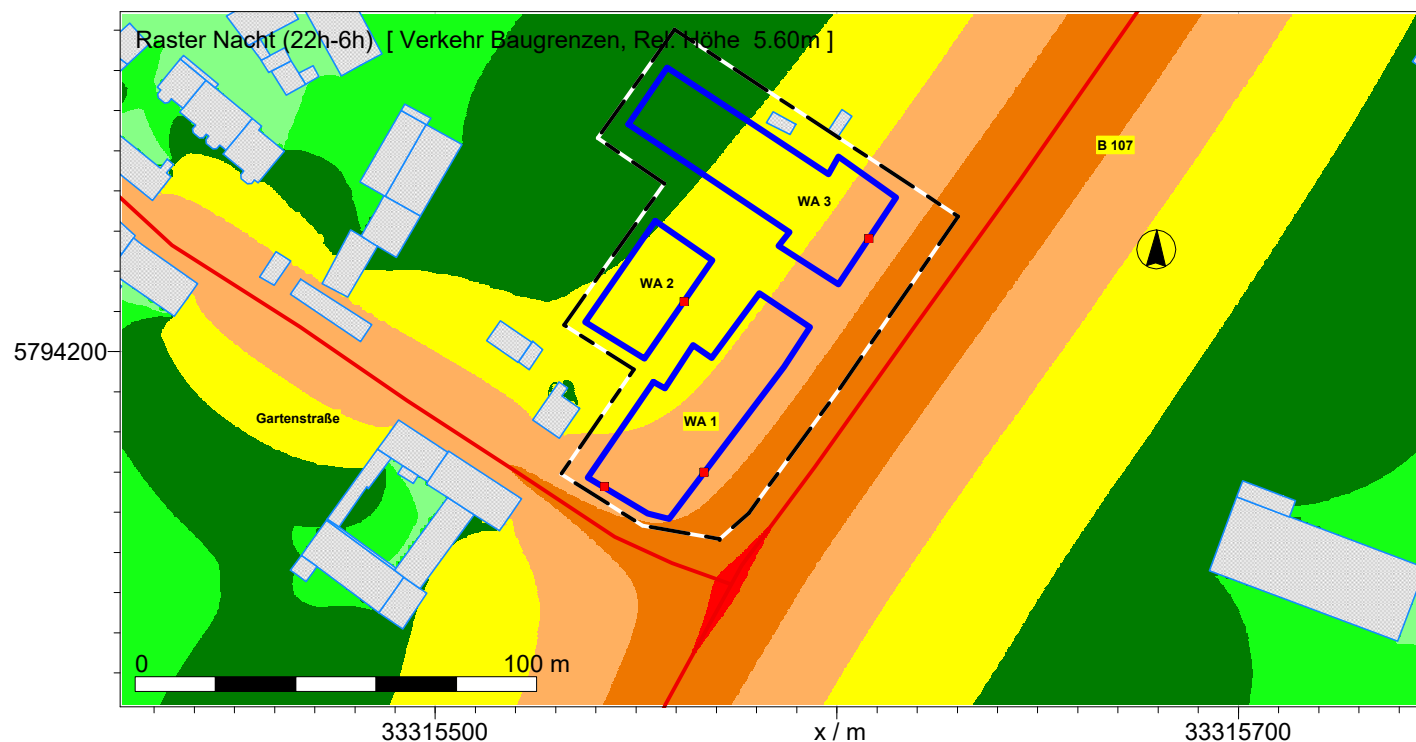 Raster Nacht (22h-6h) [ Verkehr Baugrenzen, Rel. Höhe 5.60m ]
B 107
WA 3
WA 2
5794200
Gartenstraße
WA 1
0 100 m
33315500 x / m 33315700